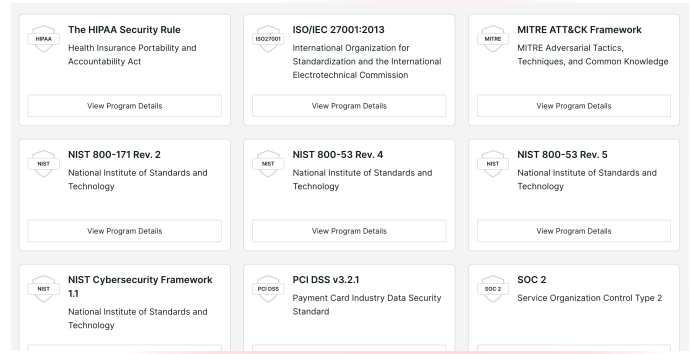 HIPAA
The HIPAA Security Rule
Health Insurance Portability and
Accountability Act
View Program Details
ISO27001
ISO/IEC 27001:2013
International Organization for
Standardization and the International
Electrotechnical Commission
View Program Details
MITRE
MITRE ATT&CK Framework
MITRE Adversarial Tactics,
Techniques, and Common Knowledge
View Program Details
NIST
NIST 800-171 Rev. 2
National Institute of Standards and
Technology
View Program Details
NIST
NIST 800-53 Rev. 4
National Institute of Standards and
Technology
View Program Details
NIST
NIST 800-53 Rev. 5
National Institute of Standards and
Technology
View Program Details
NIST
NIST Cybersecurity Framework
1.1
National Institute of Standards and
Technology
PCI DSS
PCI DSS v3.2.1
Payment Card Industry Data Security
Standard
SOC 2
SOC 2
Service Organization Control Type 2